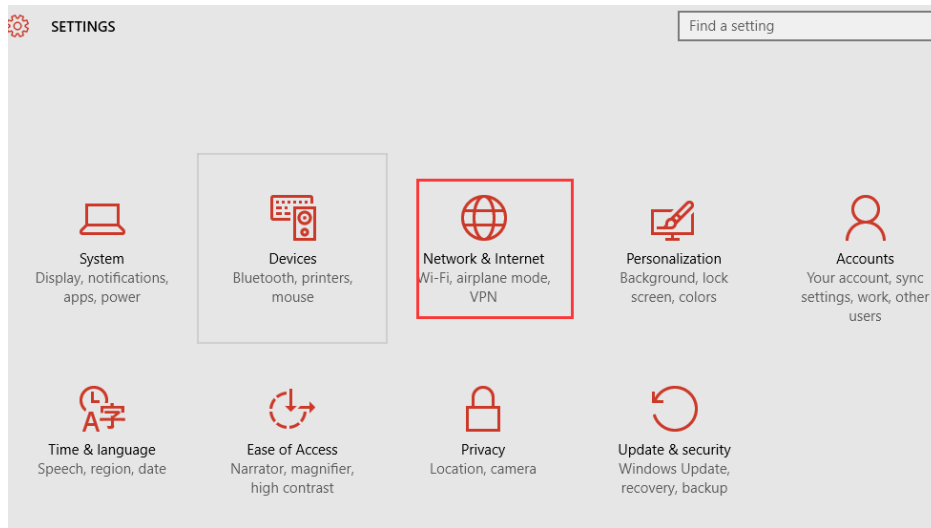 SETTINGS
Find a setting
System
Display, notifications,
apps, power
Devices
Bluetooth, printers,
mouse
Network & Internet
Wi-Fi, airplane mode,
VPN
Personalization
Background, lock
screen, colors
Accounts
Your account, sync
settings, work, other
users
A字
Time & language
Speech, region, date
Ease of Access
Narrator, magnifier,
high contrast
Privacy
Location, camera
Update & security
Windows Update,
recovery, backup